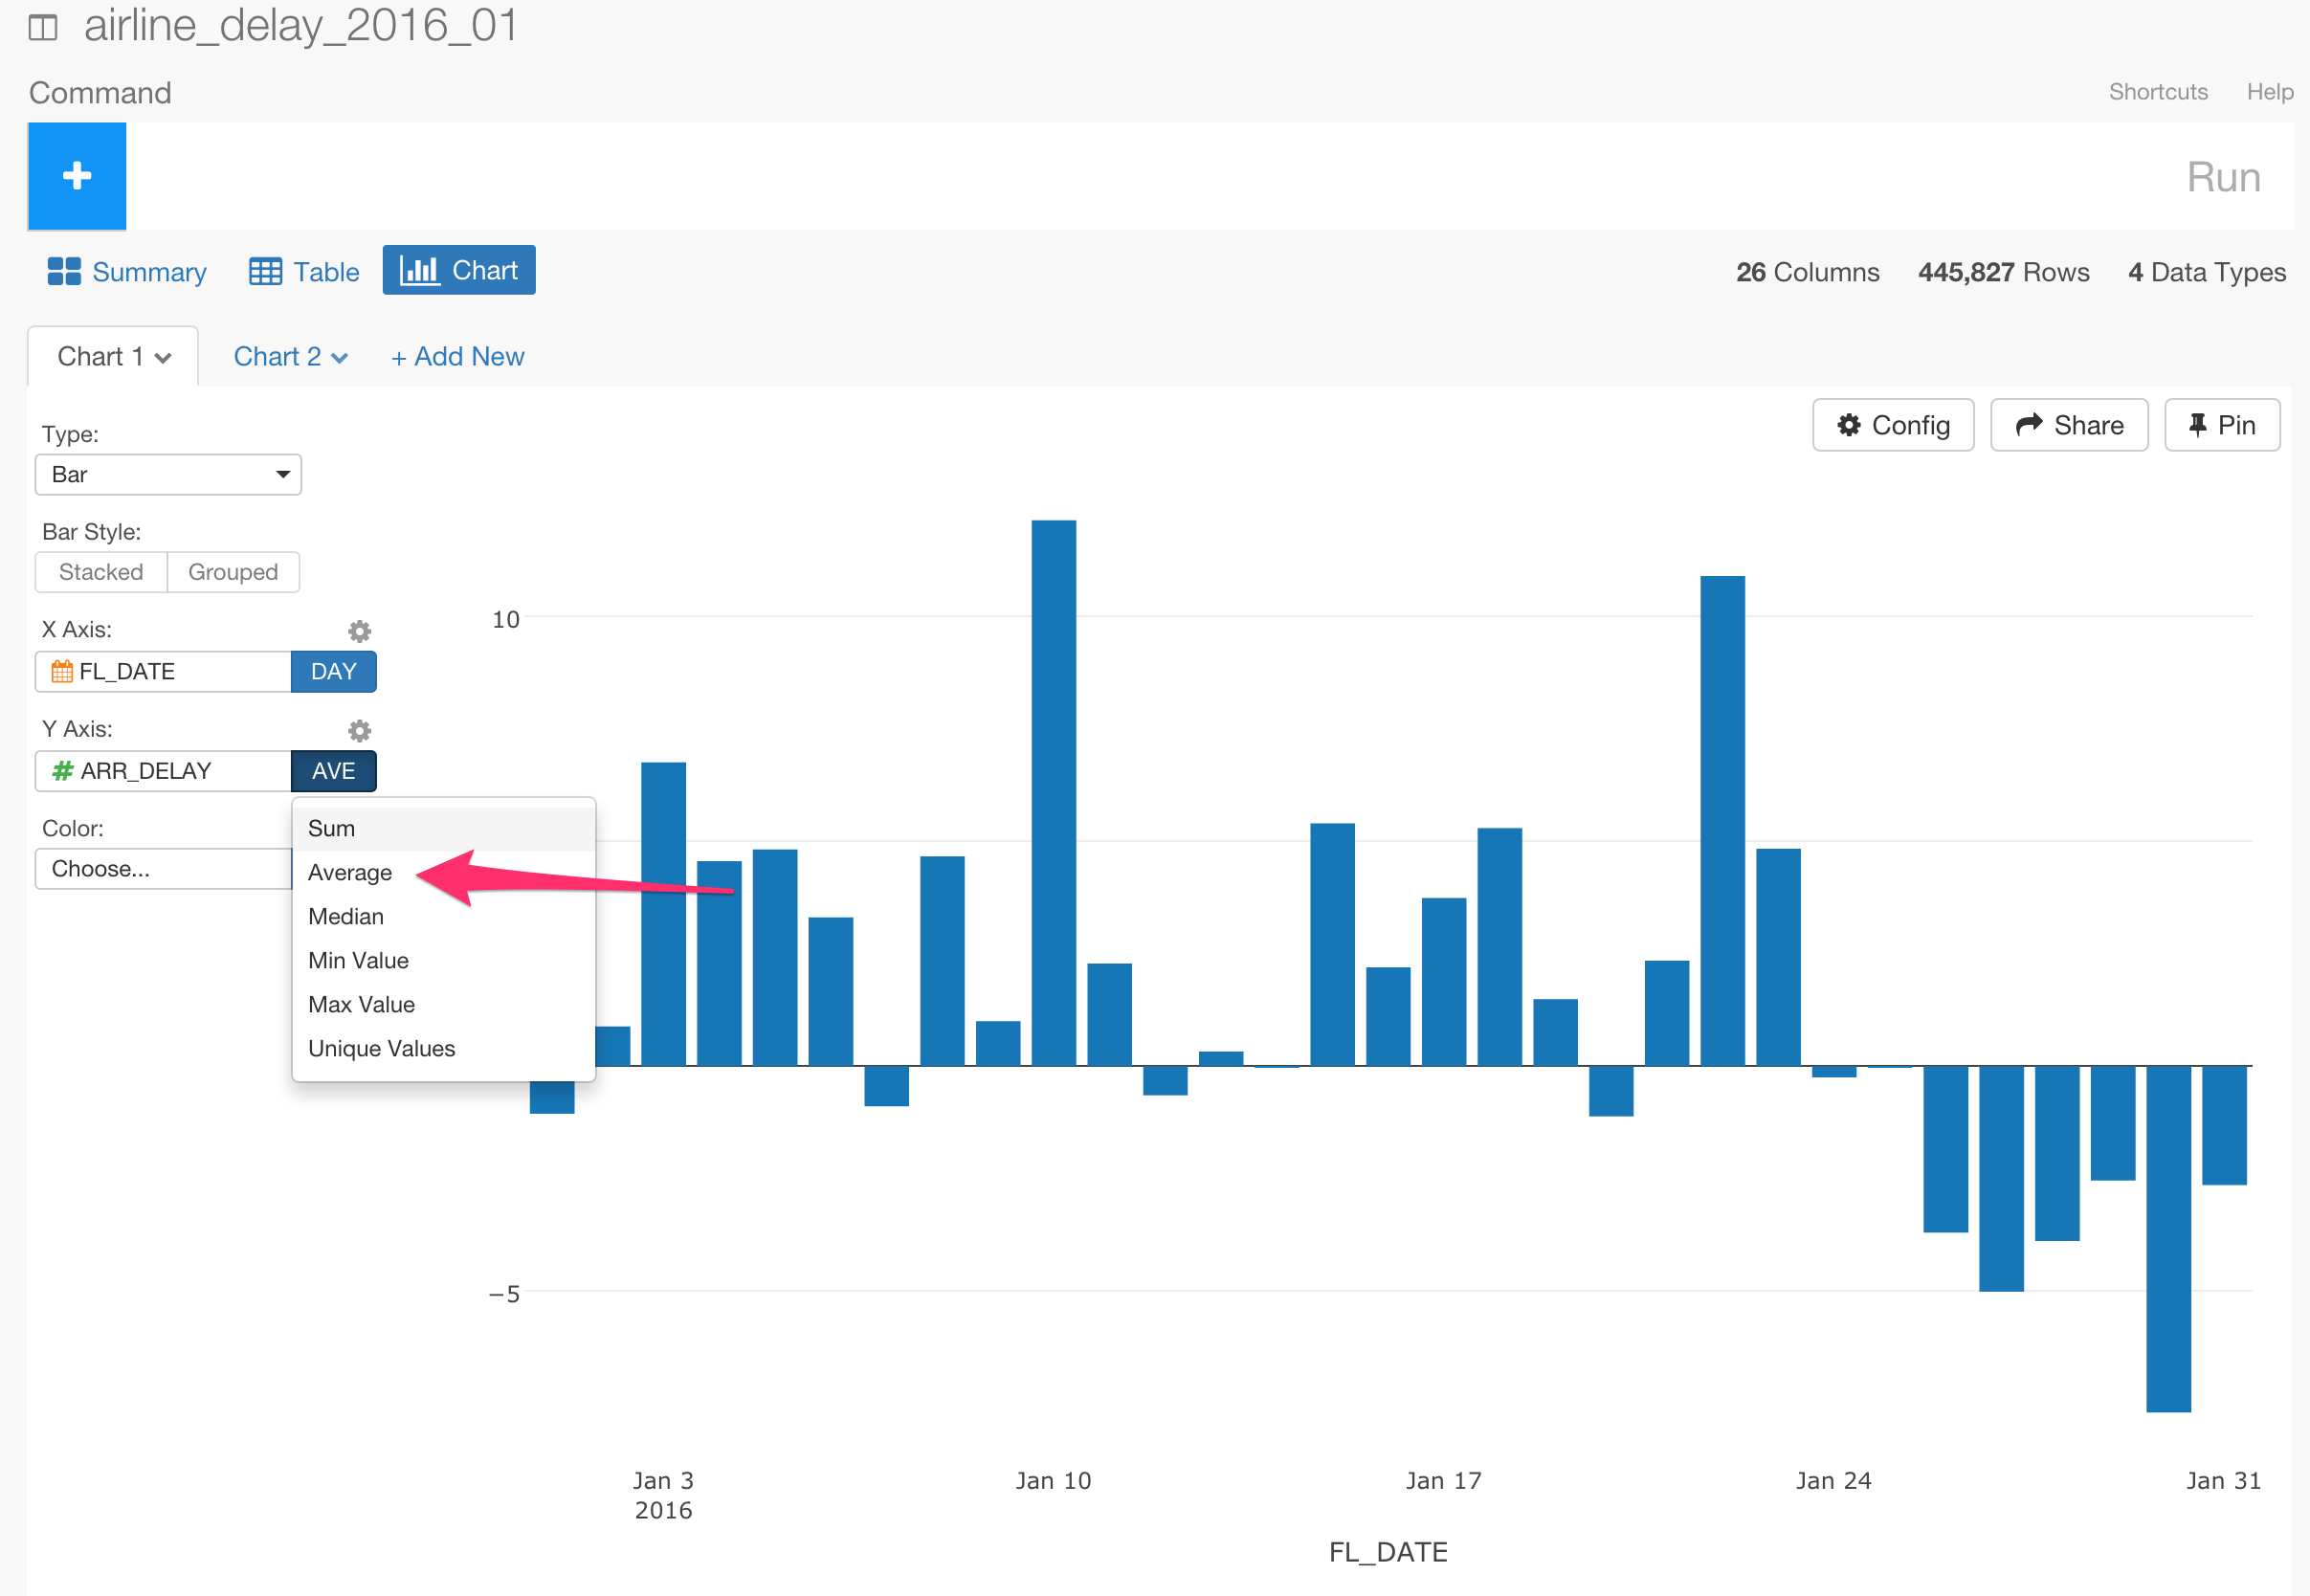 airline_delay_2016_01
Command
Shortcuts Help
Run
Summary Table Chart
26 Columns 445,827 Rows 4 Data Types
Chart 1 Chart 2 + Add New
Config Share Pin
Type:
Bar
Bar Style:
Stacked Grouped
X Axis:
FL_DATE DAY
Y Axis:
# ARR_DELAY AVE
Color:
Choose...
Sum
Average
Median
Min Value
Max Value
Unique Values
10
−5
Jan 3 Jan 10 Jan 17 Jan 24 Jan 31
2016
FL_DATE